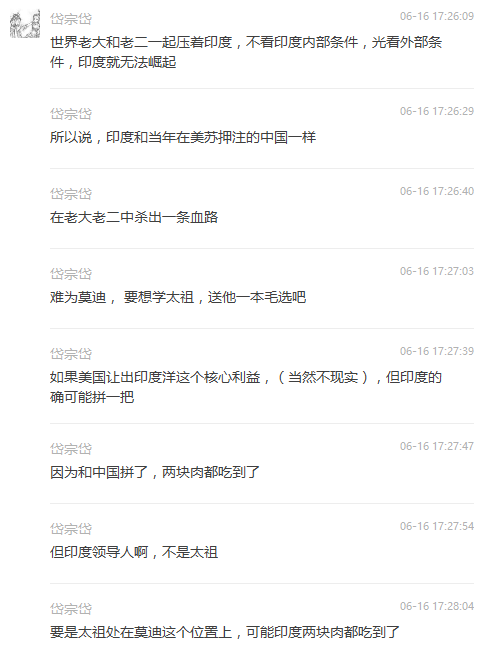 岱宗岱
06-16 17:26:09
世界老大和老二一起压着印度，不看印度内部条件，光看外部条
件，印度就无法崛起
岱宗岱
06-16 17:26:29
所以说，印度和当年在美苏押注的中国一样
岱宗岱
06-16 17:26:40
在老大老二中杀出一条血路
岱宗岱
06-16 17:27:03
难为莫迪， 要想学太祖，送他一本毛选吧
岱宗岱
06-16 17:27:39
如果美国让出印度洋这个核心利益，（当然不现实），但印度的
确可能拼一把
岱宗岱
06-16 17:27:47
因为和中国拼了，两块肉都吃到了
岱宗岱
06-16 17:27:54
但印度领导人啊，不是太祖
岱宗岱
06-16 17:28:04
要是太祖处在莫迪这个位置上，可能印度两块肉都吃到了